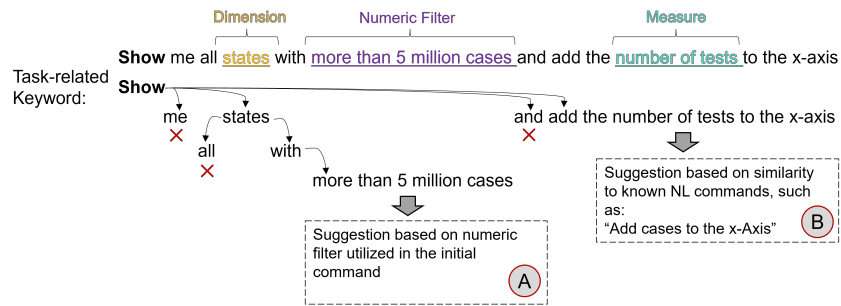 Dimension Numeric Filter Measure
Show me all states with more than 5 million cases and add the number of tests to the x-axis
Task-related
Keyword:
Show
me states and add the number of tests to the x-axis
all with
more than 5 million cases
Suggestion based on numeric
filter utilized in the initial
command
A
Suggestion based on similarity
to known NL commands, such
as:
“Add cases to the x-Axis”
B